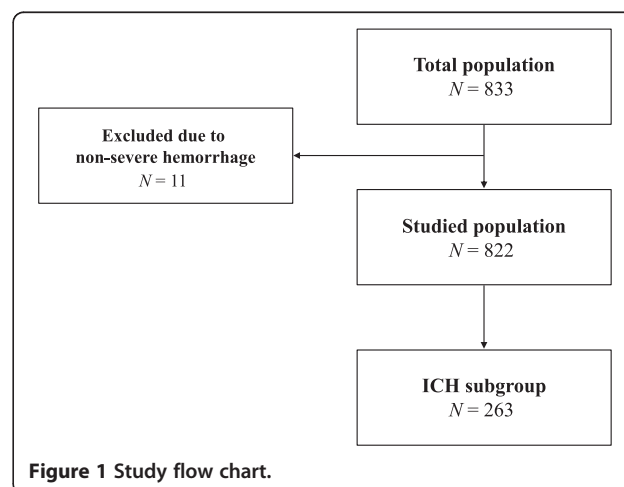 Total population
N = 833
Excluded due to
non-severe hemorrhage
N = 11
Studied population
N = 822
ICH subgroup
N = 263
Figure 1 Study flow chart.